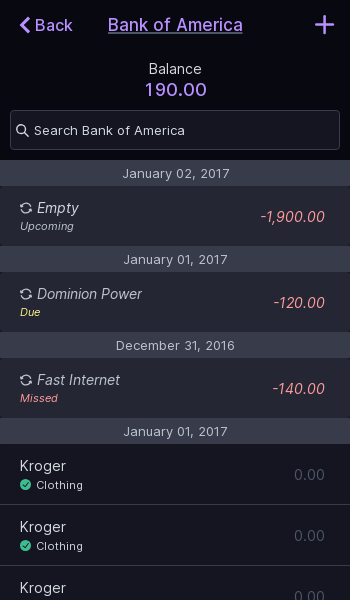 Back
Bank of America
Balance
190.00
Search Bank of America
January 02, 2017
Empty
-1,900.00
Upcoming
January 01, 2017
Dominion Power
-120.00
Due
December 31, 2016
Fast Internet
-140.00
Missed
January 01, 2017
Kroger
0.00
Clothing
Kroger
0.00
Clothing
Kroger
0.00